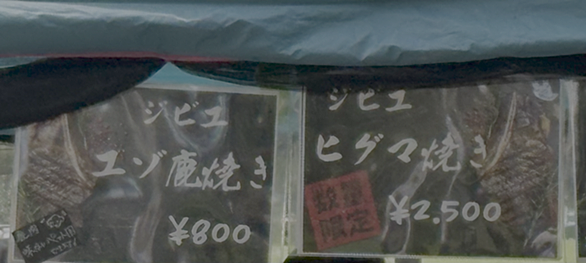 ジビエ
エゾ鹿焼き
¥800
ジビエ
ヒグマ焼き
数量
限定
¥2.500